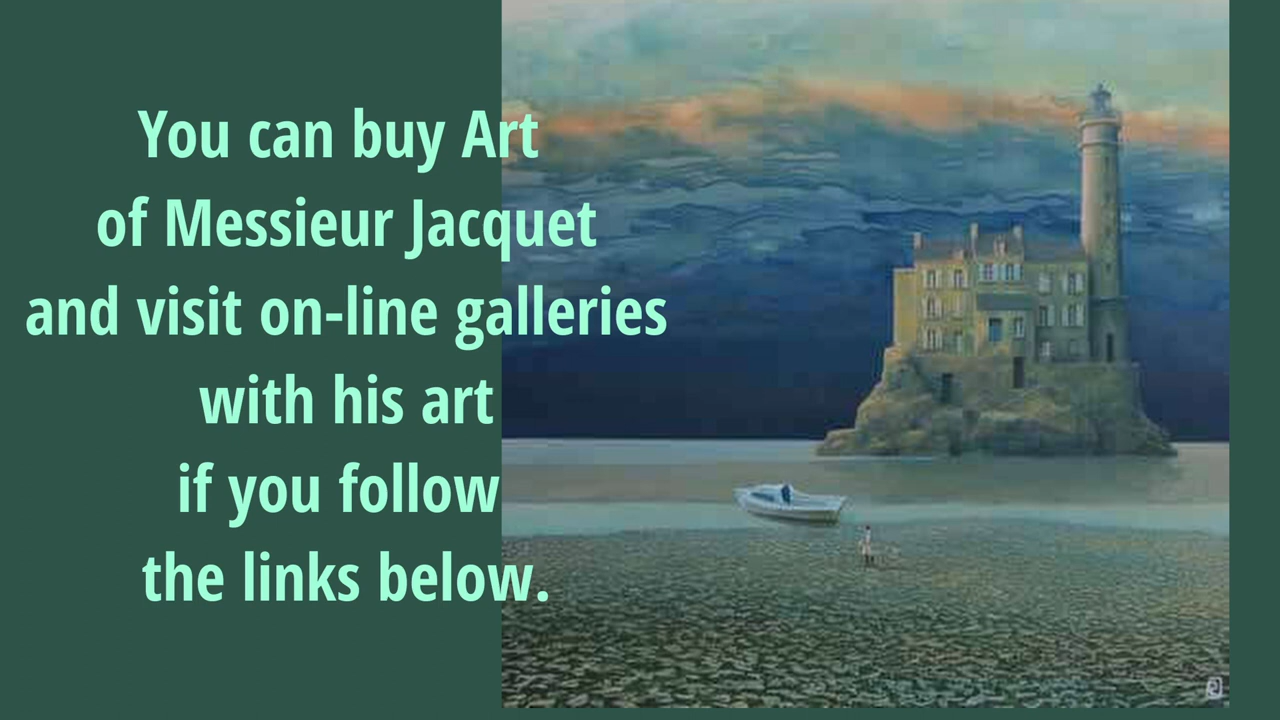 You can buy Art
of Messieur Jacquet
and visit on-line galleries
with his art
if you follow
the links below.